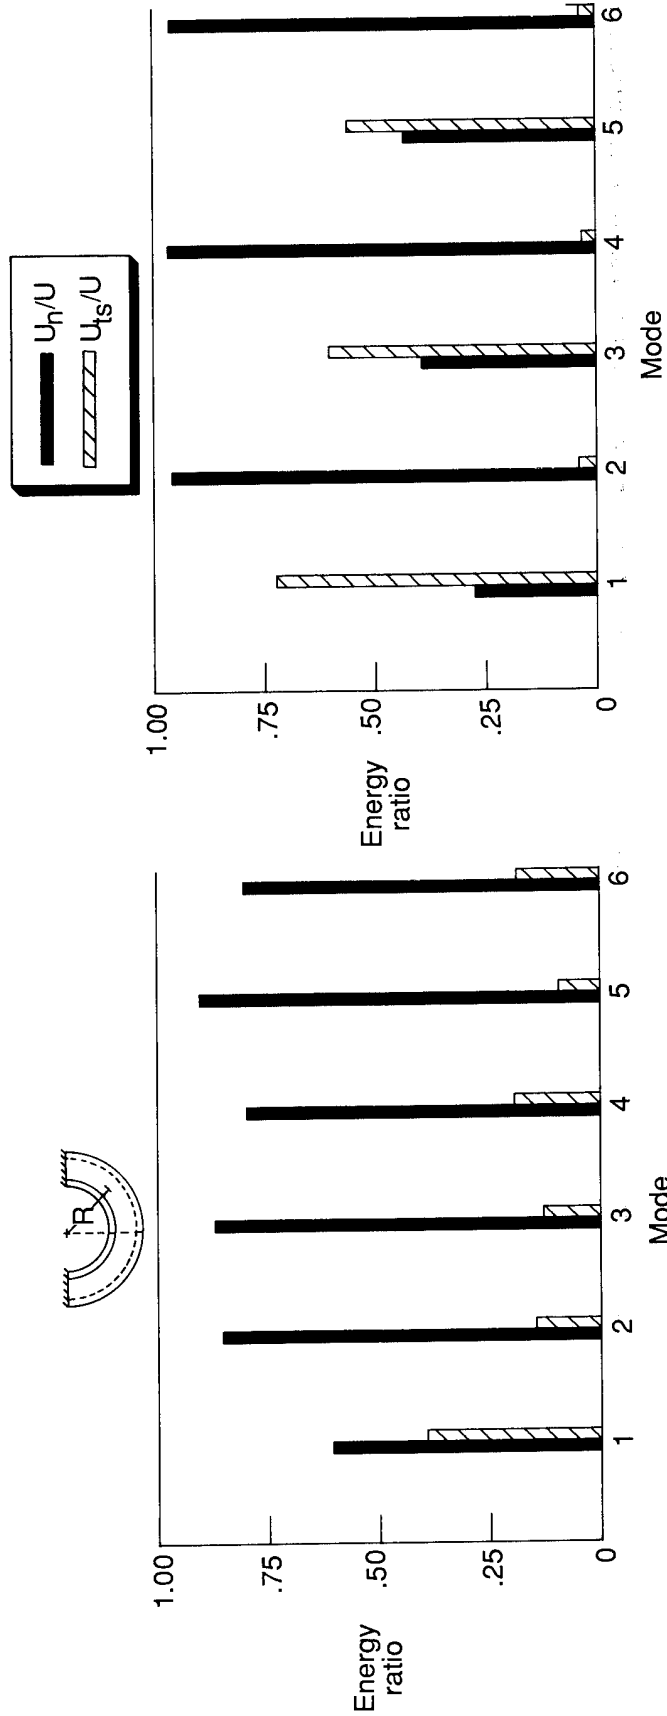 R
U_n/U
U_ts/U
1.00
.75
.50
.25
0
Energy
ratio
1
2
3
4
5
6
Mode
1.00
.75
.50
.25
0
Energy
ratio
1
2
3
4
5
6
Mode